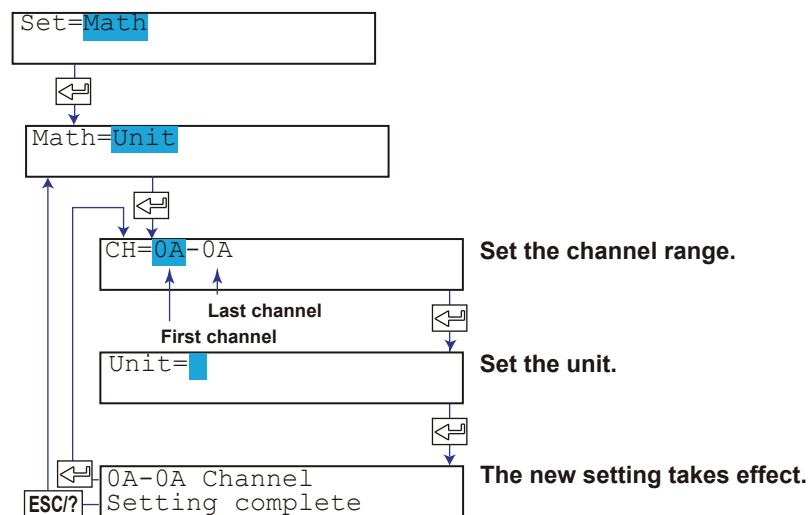 Set=Math
Math=Unit
CH=0A-0A
Set the channel range.
Last channel
First channel
Unit=
Set the unit.
0A-0A Channel
Setting complete
The new setting takes effect.
ESC/?